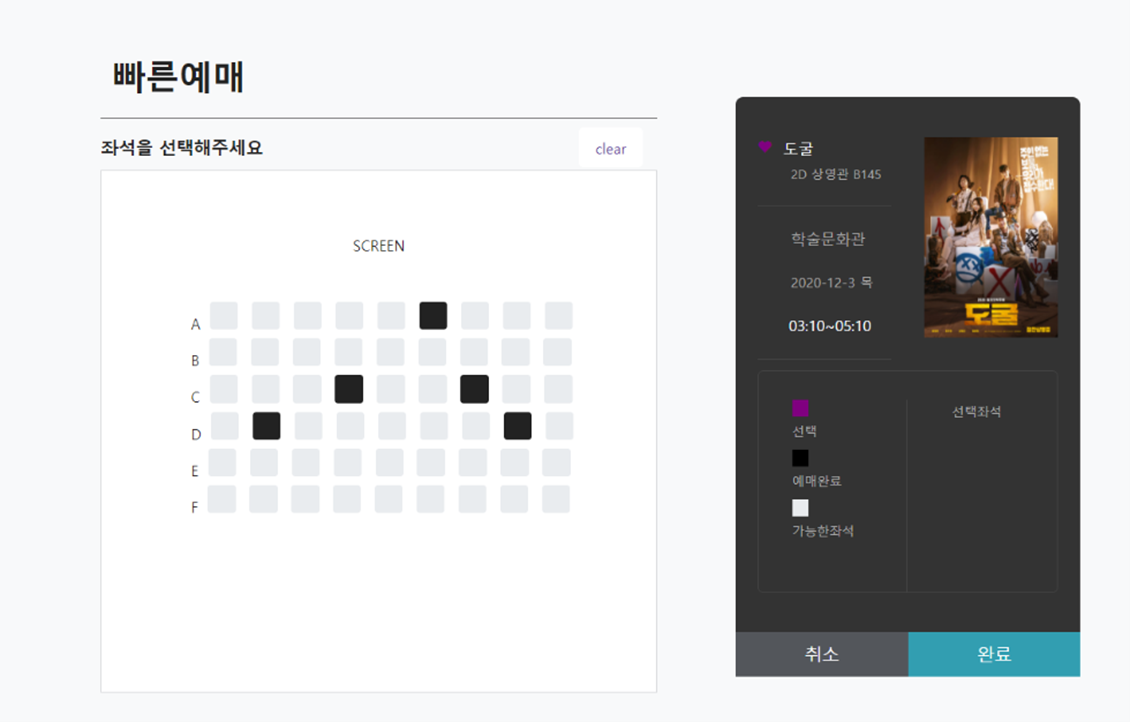 빠른예매
좌석을 선택해주세요
clear
SCREEN
A
B
C
D
E
F
도굴
2D 상영관 B145
학술문화관
2020-12-3 목
03:10~05:10
도굴
선택
예매완료
가능한좌석
선택좌석
취소
완료